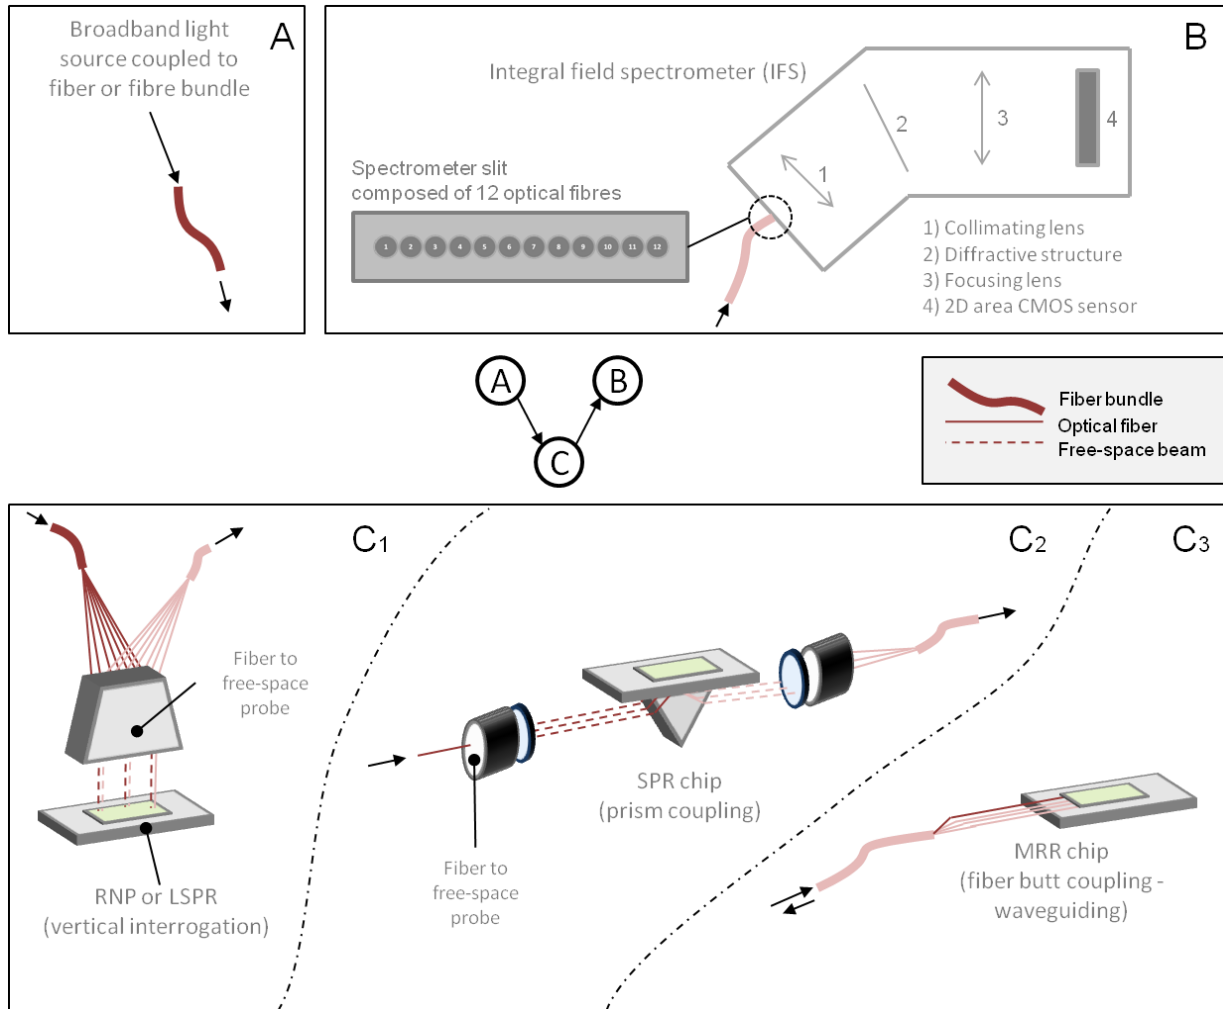 A
Broadband light
source coupled to
fiber or fibre bundle
B
Integral field spectrometer (IFS)
1
2
3
4
Spectrometer slit
composed of 12 optical fibres
1 2 3 4 5 6 7 8 9 10 11 12
1) Collimating lens
2) Diffractive structure
3) Focusing lens
4) 2D area CMOS sensor
A
B
C
Fiber bundle
Optical fiber
Free-space beam
C1
Fiber to
free-space
probe
RNP or LSPR
(vertical interrogation)
C2
SPR chip
(prism coupling)
Fiber to
free-space
probe
C3
MRR chip
(fiber butt coupling -
waveguiding)